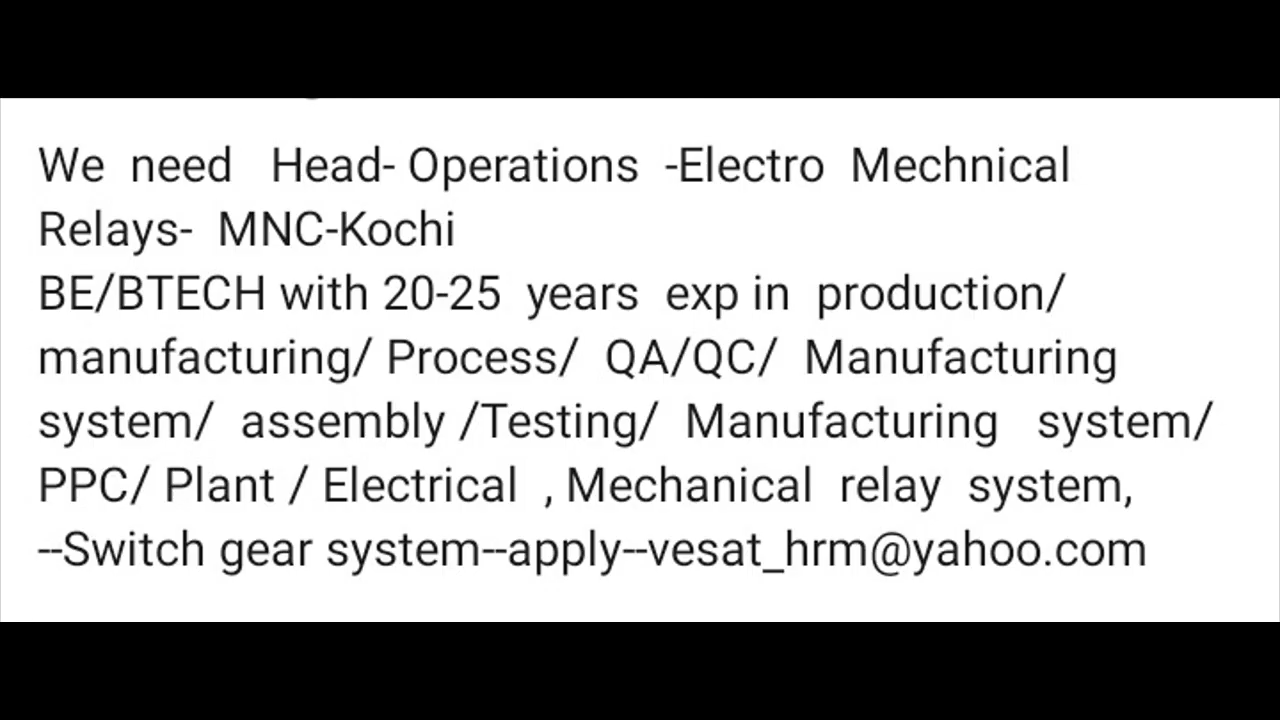 We need Head- Operations -Electro Mechnical
Relays- MNC-Kochi
BE/BTECH with 20-25 years exp in production/
manufacturing/ Process/ QA/QC/ Manufacturing
system/ assembly /Testing/ Manufacturing system/
PPC/ Plant / Electrical , Mechanical relay system,
--Switch gear system--apply--vesat_hrm@yahoo.com